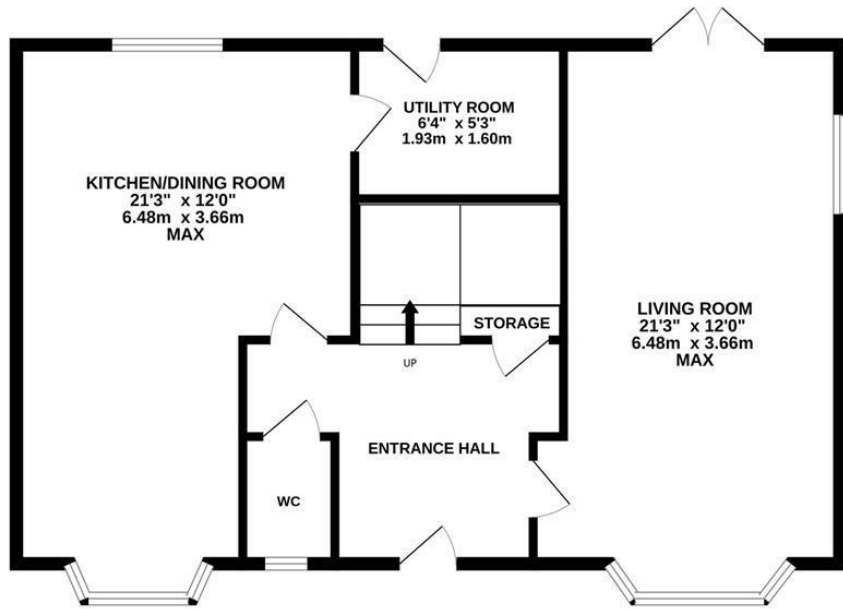 UTILITY ROOM
6'4" x 5'3"
1.93m x 1.60m
KITCHEN/DINING ROOM
21'3" x 12'0"
6.48m x 3.66m
MAX
LIVING ROOM
21'3" x 12'0"
6.48m x 3.66m
MAX
STORAGE
UP
ENTRANCE HALL
WC